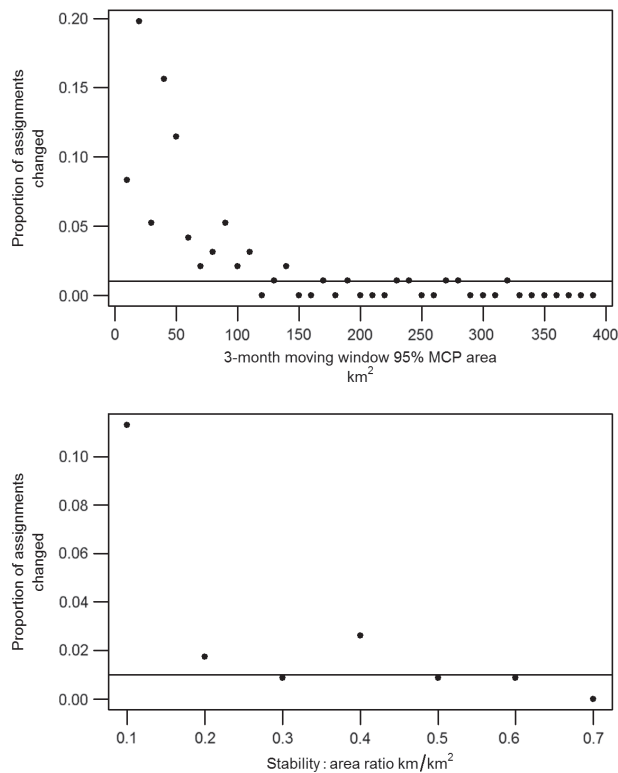 Proportion of assignments
changed
0.20
0.15
0.10
0.05
0.00
0 50 100 150 200 250 300 350 400
3-month moving window 95% MCP area
km²
Proportion of assignments
changed
0.10
0.08
0.06
0.04
0.02
0.00
0.1 0.2 0.3 0.4 0.5 0.6 0.7
Stability : area ratio km/km²